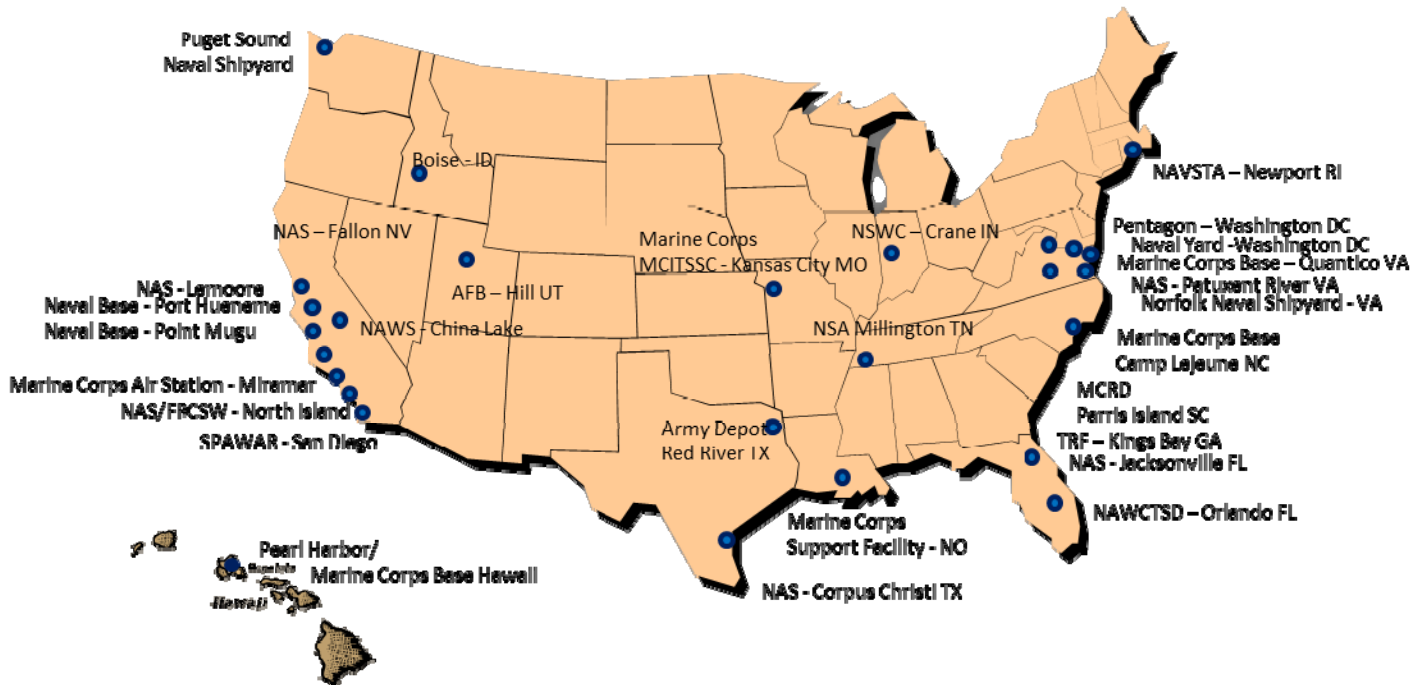 Puget Sound
Naval Shipyard
Boise - ID
NAVSTA – Newport RI
NAS – Fallon NV
Marine Corps
MCITSSC - Kansas City MO
NSWC – Crane IN
Pentagon – Washington DC
Naval Yard -Washington DC
Marine Corps Base – Quantico VA
NAS - Patuxent River VA
Norfolk Naval Shipyard - VA
NAS - Lemoore
Naval Base - Port Hueneme
Naval Base - Point Mugu
AFB – Hill UT
NAWS - China Lake
NSA Millington TN
Marine Corps Base
Camp Lejeune NC
Marine Corps Air Station - Miramar
NAS/FRCSW - North Island
SPAWAR - San Diego
MCRD
Parris Island SC
Army Depot
Red River TX
TRF – Kings Bay GA
NAS - Jacksonville FL
NAWCTSD – Orlando FL
Marine Corps
Support Facility - NO
NAS - Corpus Christi TX
Pearl Harbor/
Marine Corps Base Hawaii
Honolulu
Hawaii